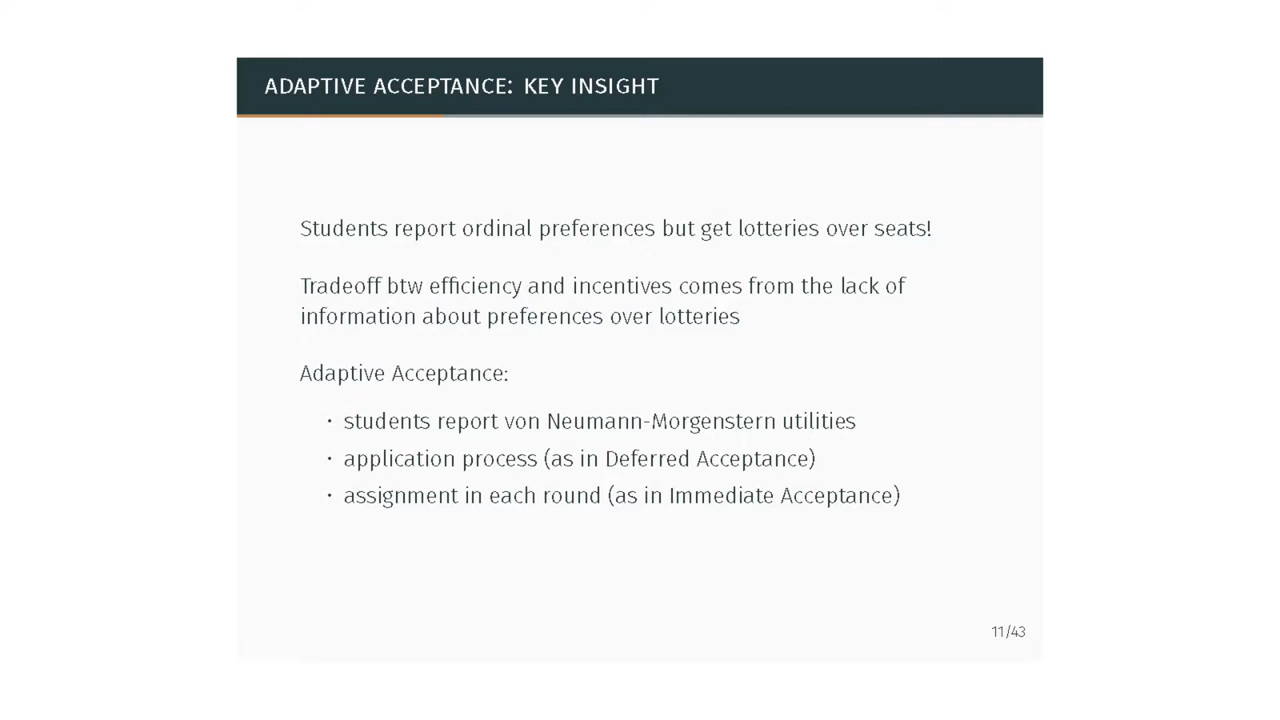 ADAPTIVE ACCEPTANCE: KEY INSIGHT
Students report ordinal preferences but get lotteries over seats!
Tradeoff btw efficiency and incentives comes from the lack of
information about preferences over lotteries
Adaptive Acceptance:
· students report von Neumann-Morgenstern utilities
· application process (as in Deferred Acceptance)
· assignment in each round (as in Immediate Acceptance)
11/43